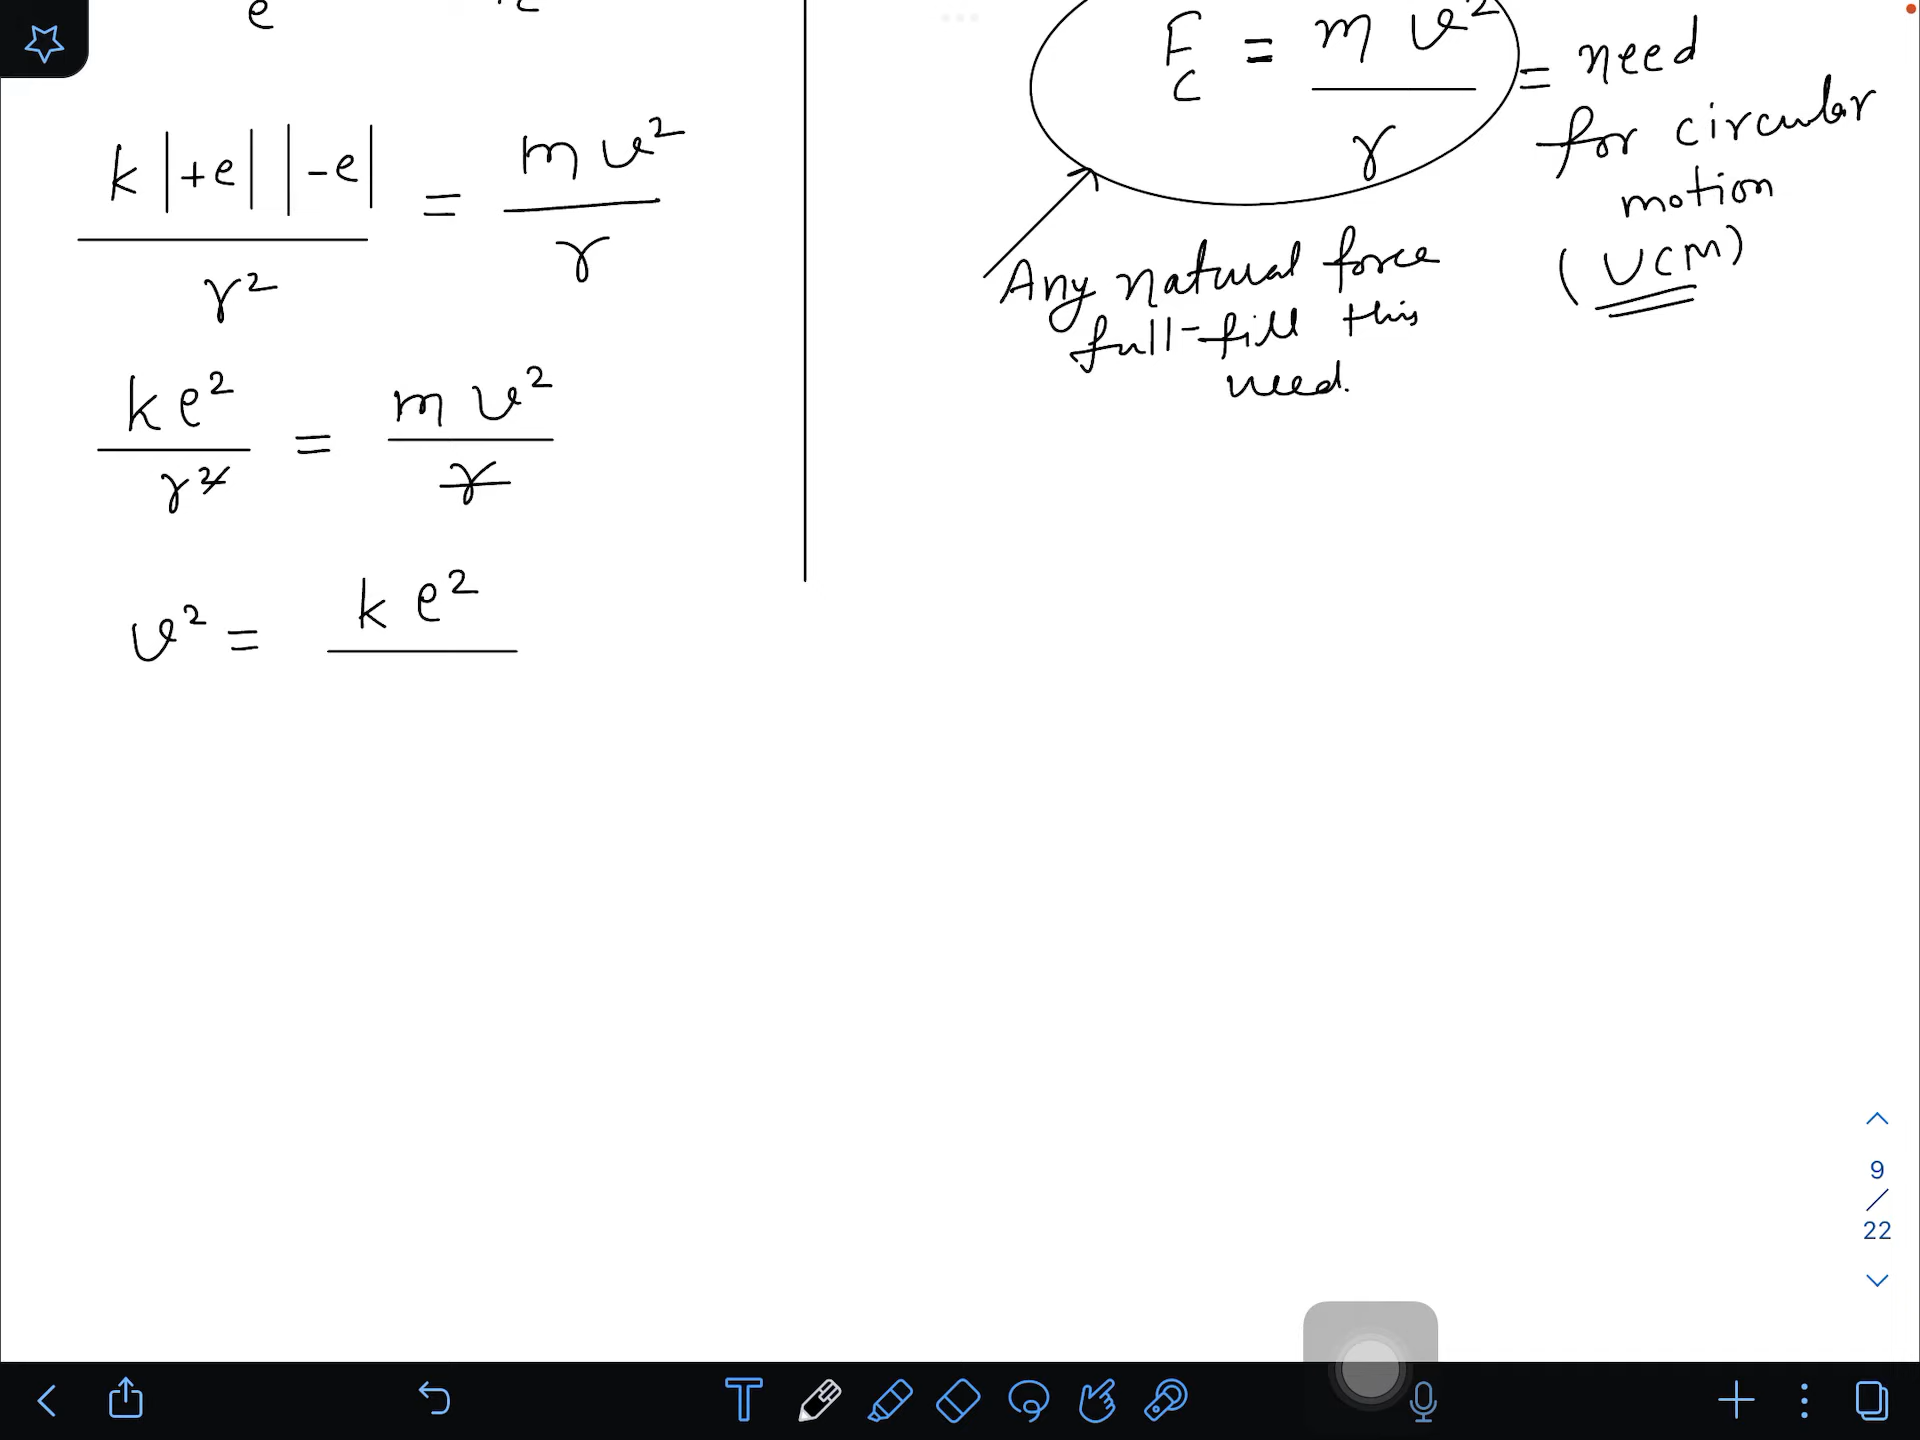 e
k |+e| |-e| / r² = m v² / r
k e² / r² = m v² / r
v² = k e²
F_c = m v² / r = need
for circular
motion
(UCM)
Any natural force
full-fill this
need.
9
/
22
T